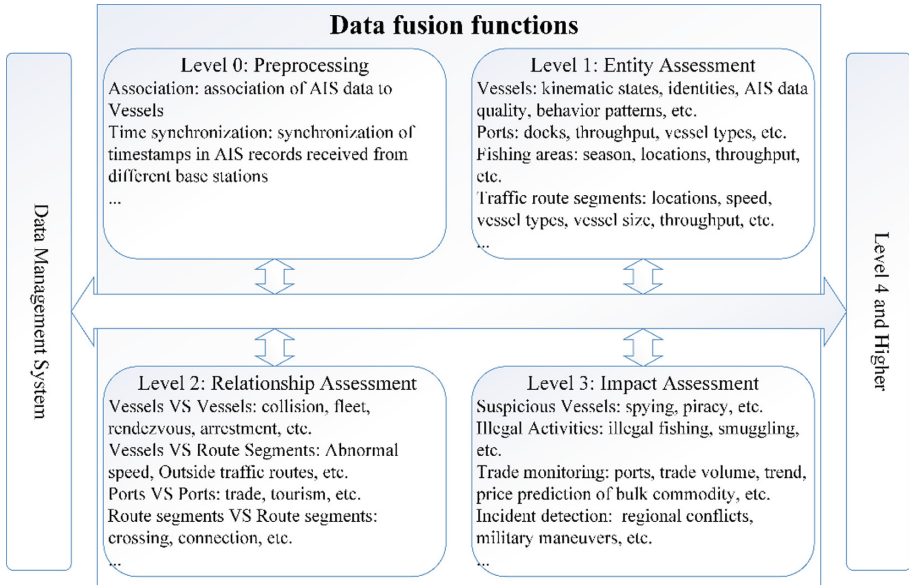 Data fusion functions
Data Management System
Level 0: Preprocessing
Association: association of AIS data to
Vessels
Time synchronization: synchronization of
timestamps in AIS records received from
different base stations
...
Level 1: Entity Assessment
Vessels: kinematic states, identities, AIS data
quality, behavior patterns, etc.
Ports: docks, throughput, vessel types, etc.
Fishing areas: season, locations, throughput,
etc.
Traffic route segments: locations, speed,
vessel types, vessel size, throughput, etc.
...
Level 2: Relationship Assessment
Vessels VS Vessels: collision, fleet,
rendezvous, arrestment, etc.
Vessels VS Route Segments: Abnormal
speed, Outside traffic routes, etc.
Ports VS Ports: trade, tourism, etc.
Route segments VS Route segments:
crossing, connection, etc.
...
Level 3: Impact Assessment
Suspicious Vessels: spying, piracy, etc.
Illegal Activities: illegal fishing, smuggling,
etc.
Trade monitoring: ports, trade volume, trend,
price prediction of bulk commodity, etc.
Incident detection: regional conflicts,
military maneuvers, etc.
...
Level 4 and Higher